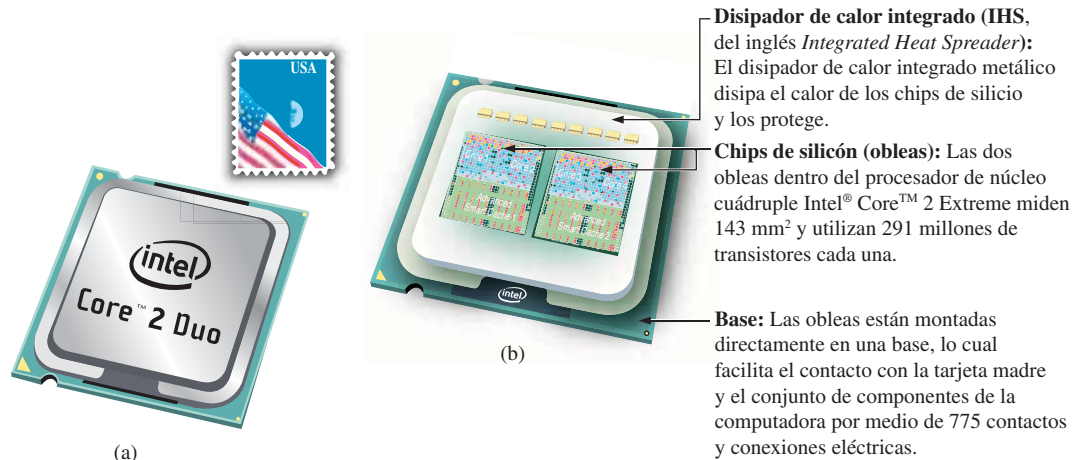 USA
intel
Core™ 2 Duo
(a)
Advanced
Advanced
intel
(b)
Disipador de calor integrado (IHS,
del inglés Integrated Heat Spreader):
El disipador de calor integrado metálico
disipa el calor de los chips de silicio
y los protege.
Chips de silicón (obleas): Las dos
obleas dentro del procesador de núcleo
cuádruple Intel® Core™ 2 Extreme miden
143 mm² y utilizan 291 millones de
transistores cada una.
Base: Las obleas están montadas
directamente en una base, lo cual
facilita el contacto con la tarjeta madre
y el conjunto de componentes de la
computadora por medio de 775 contactos
y conexiones eléctricas.